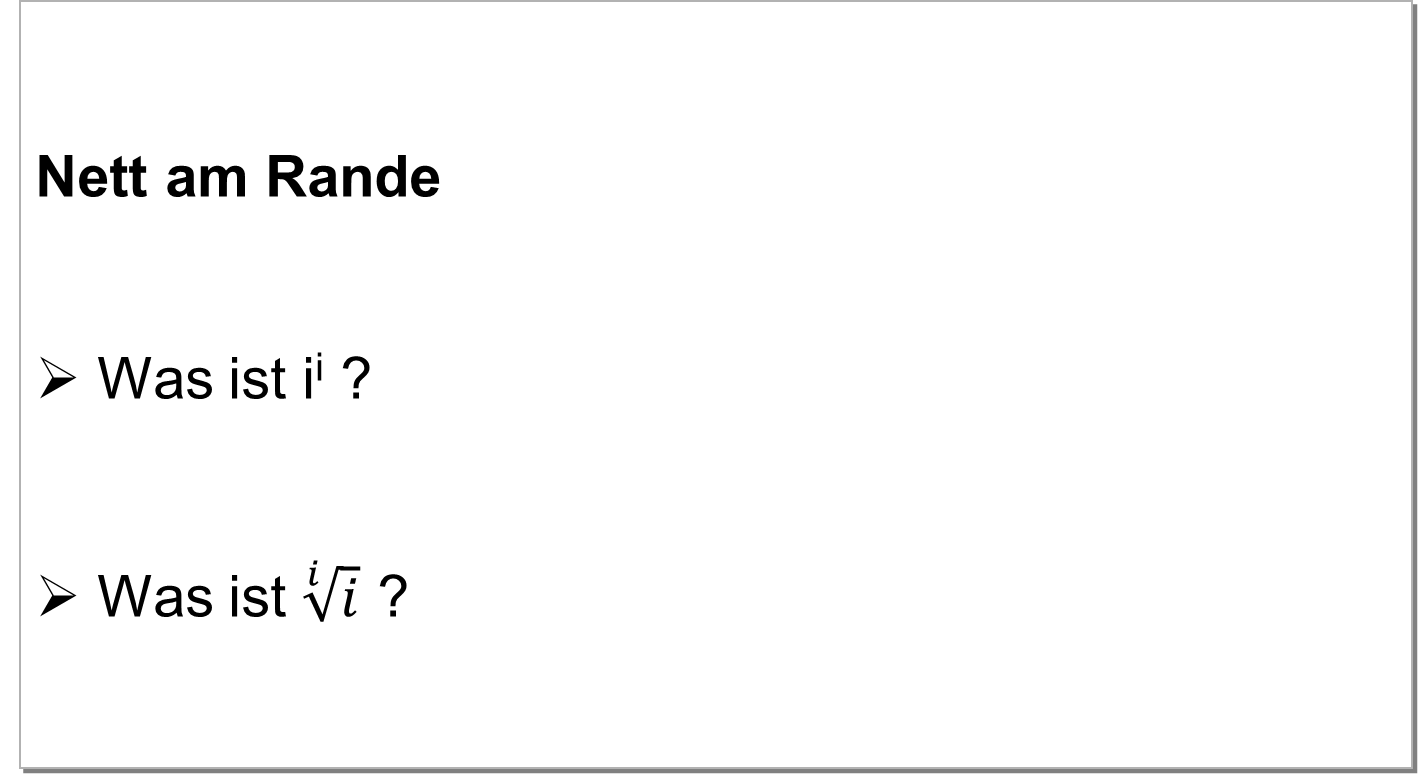 Nett am Rande
➢ Was ist iⁱ ?
➢ Was ist ⁱ√i ?